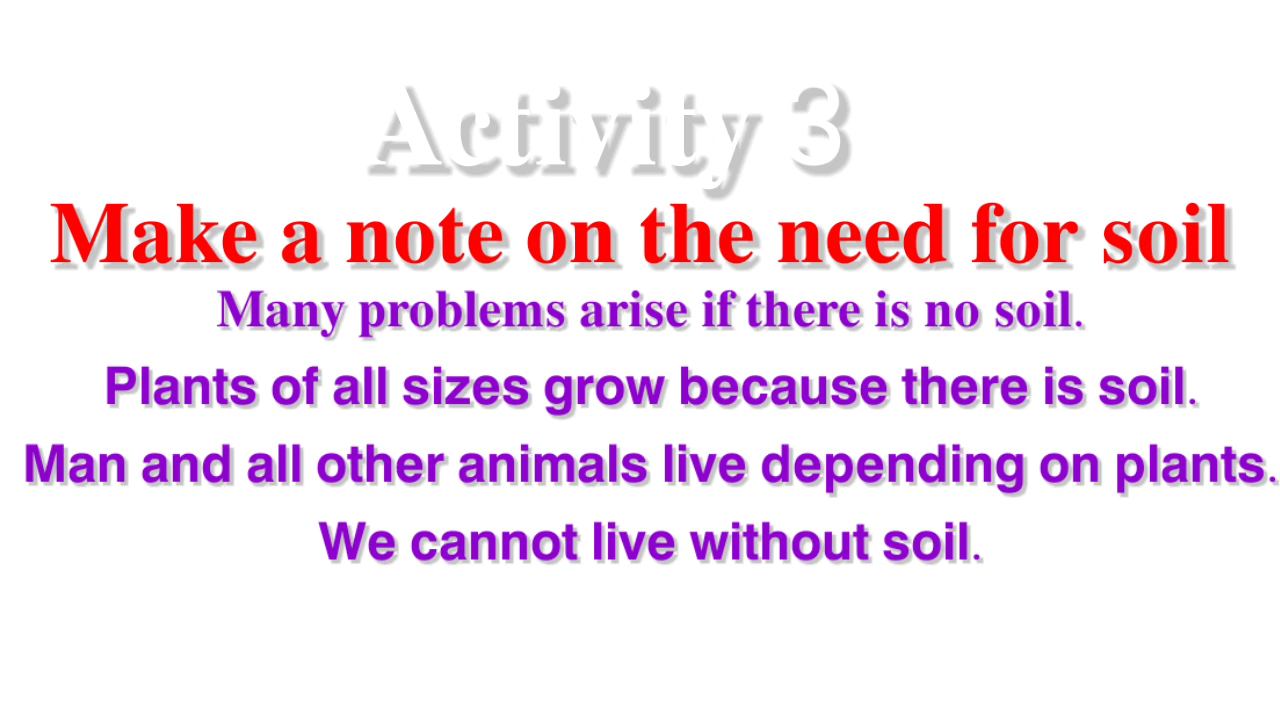 Activity 3
Make a note on the need for soil
Many problems arise if there is no soil.
Plants of all sizes grow because there is soil.
Man and all other animals live depending on plants.
We cannot live without soil.